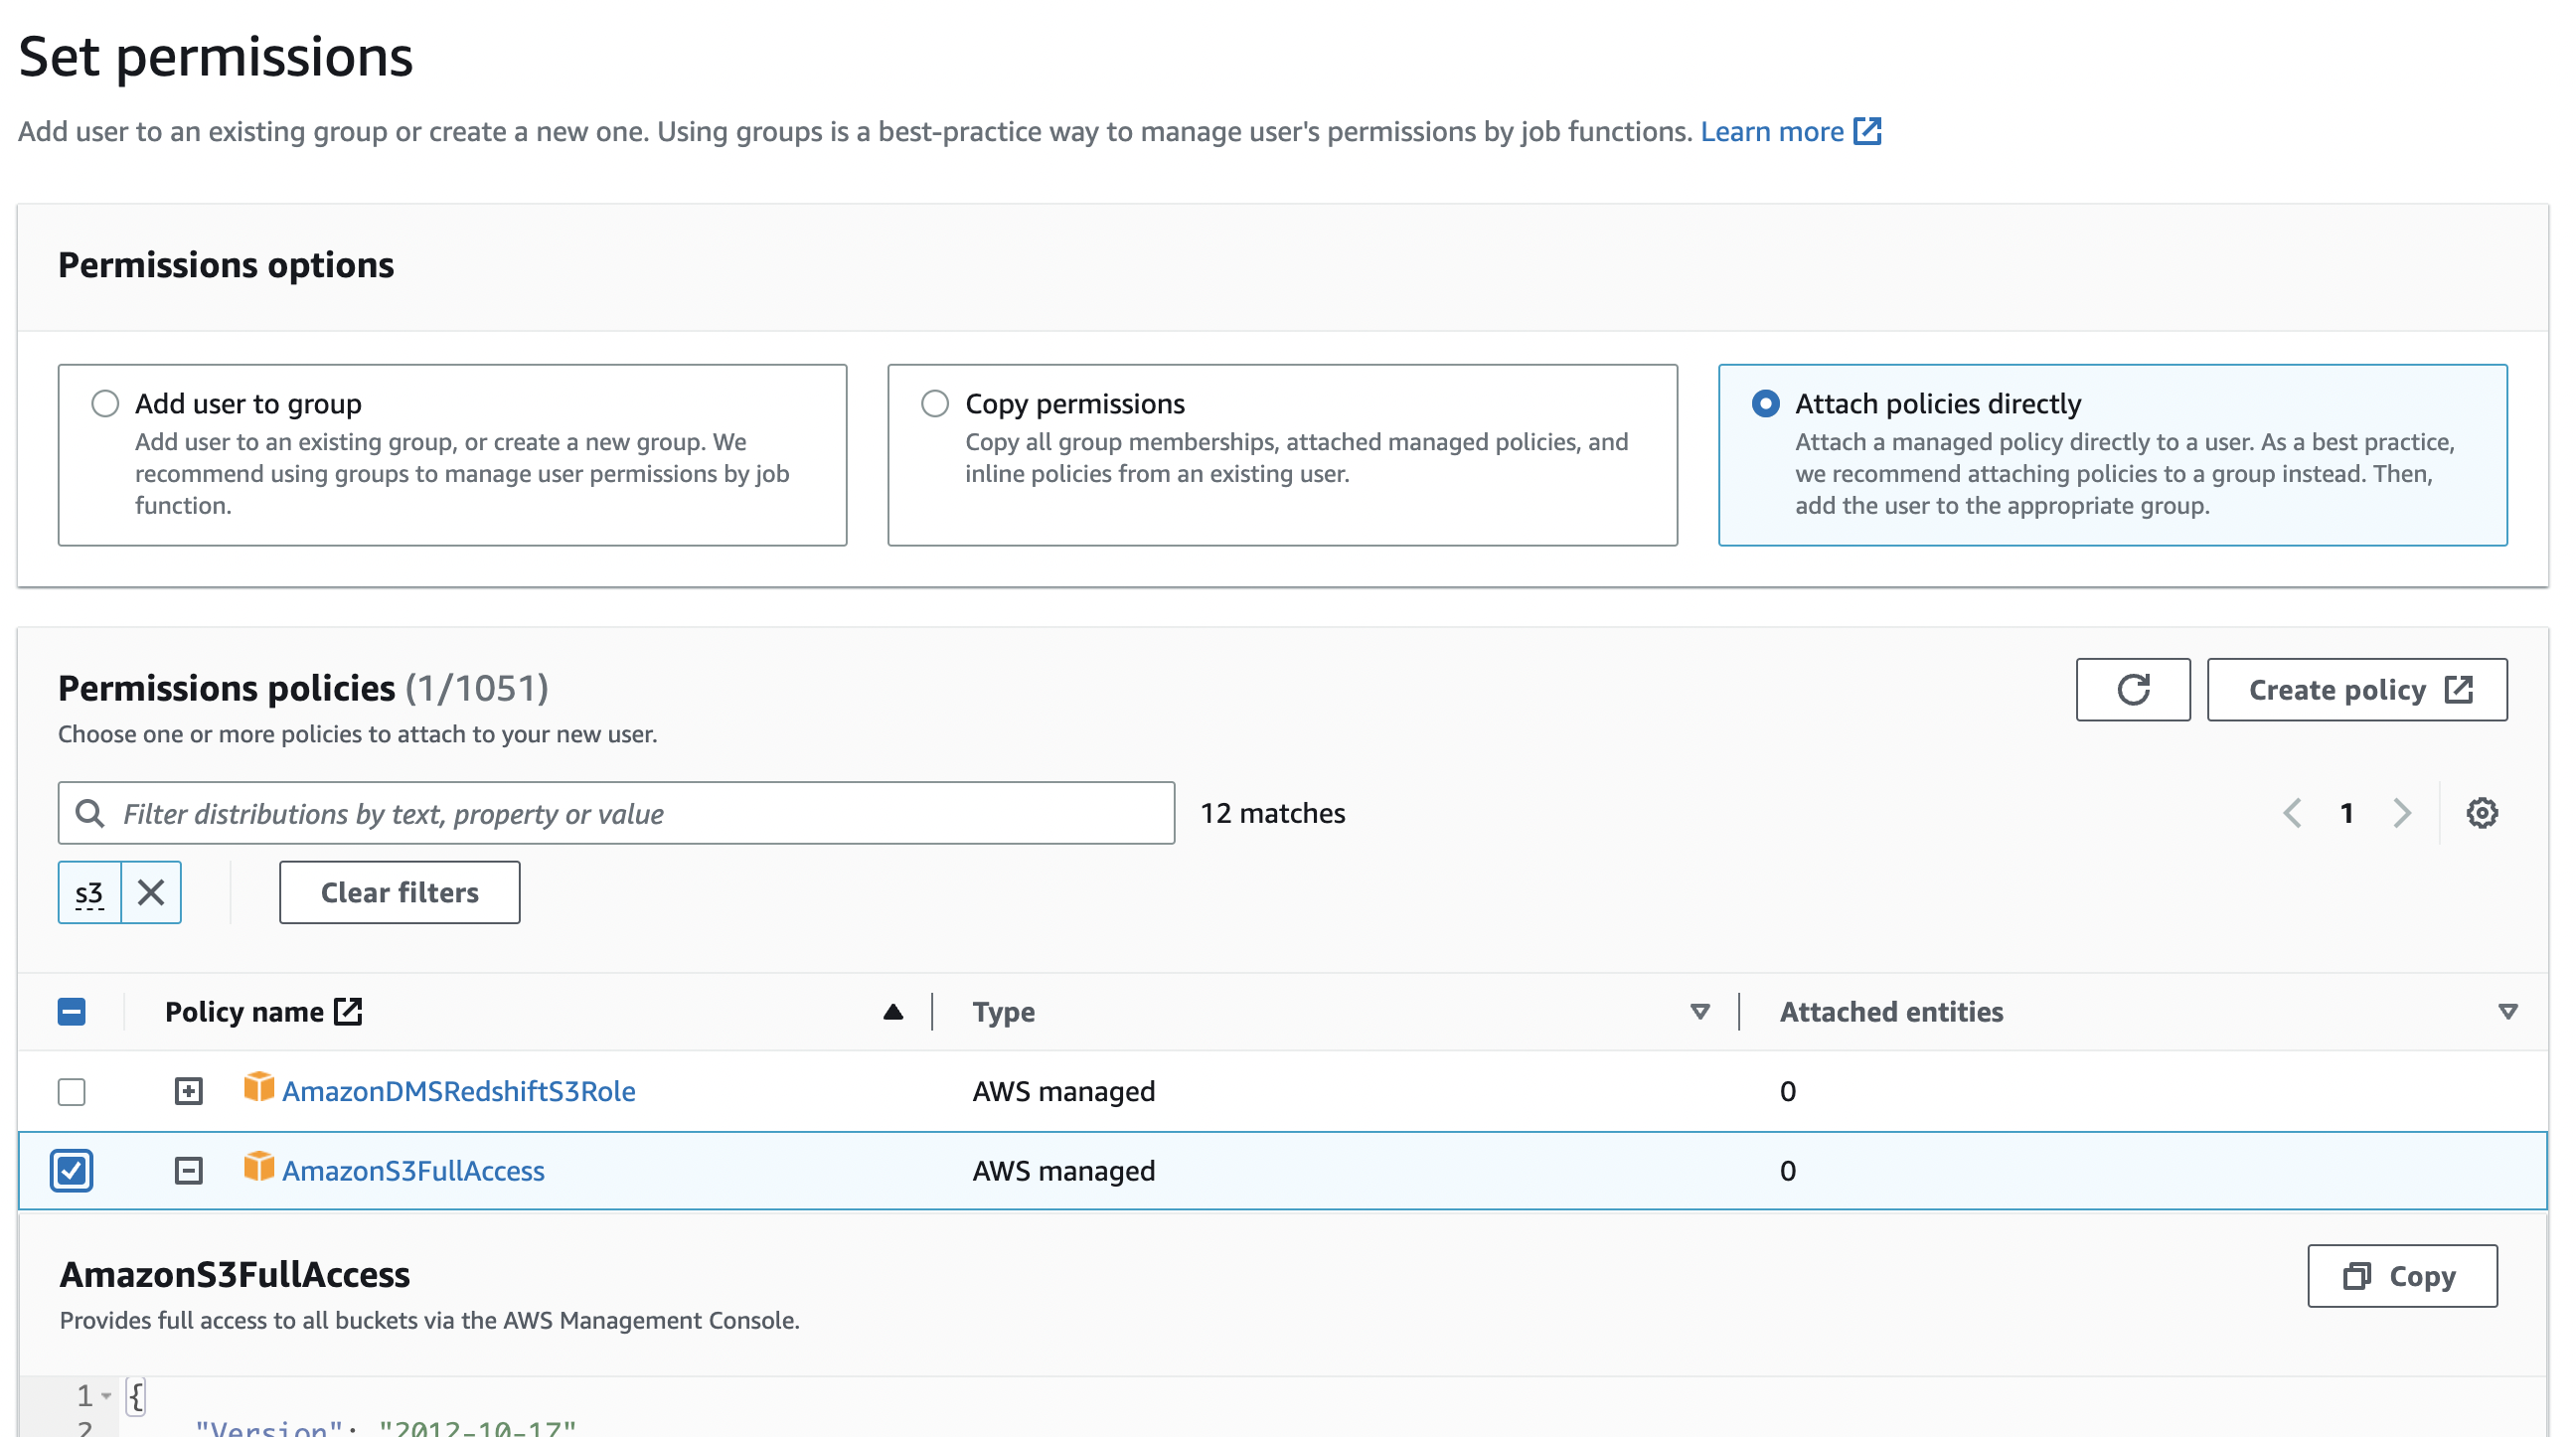 Set permissions
Add user to an existing group or create a new one. Using groups is a best-practice way to manage user's permissions by job functions. Learn more
Permissions options
Add user to group
Add user to an existing group, or create a new group. We
recommend using groups to manage user permissions by job
function.
Copy permissions
Copy all group memberships, attached managed policies, and
inline policies from an existing user.
Attach policies directly
Attach a managed policy directly to a user. As a best practice,
we recommend attaching policies to a group instead. Then,
add the user to the appropriate group.
Permissions policies (1/1051)
Choose one or more policies to attach to your new user.
Create policy
Filter distributions by text, property or value
12 matches
1
s3
Clear filters
Policy name Type Attached entities
AmazonDMSRedshiftS3Role AWS managed 0
AmazonS3FullAccess AWS managed 0
AmazonS3FullAccess
Provides full access to all buckets via the AWS Management Console.
Copy
1 {
2 "Version": "2012-10-17"